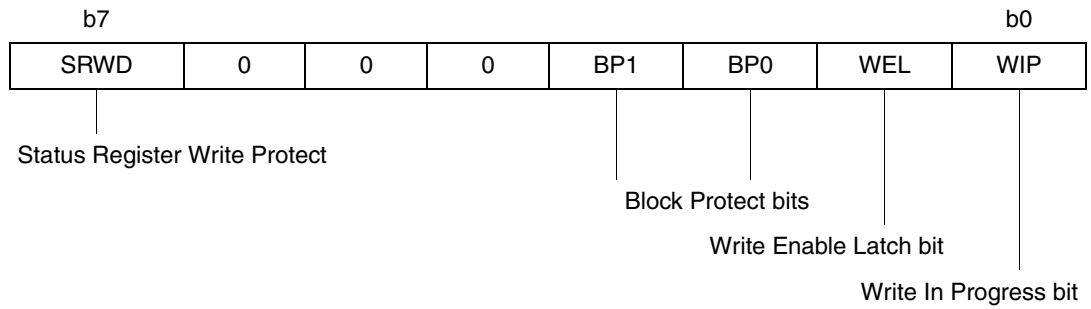 b7 b0
SRWD 0 0 0 BP1 BP0 WEL WIP
Status Register Write Protect
Block Protect bits
Write Enable Latch bit
Write In Progress bit